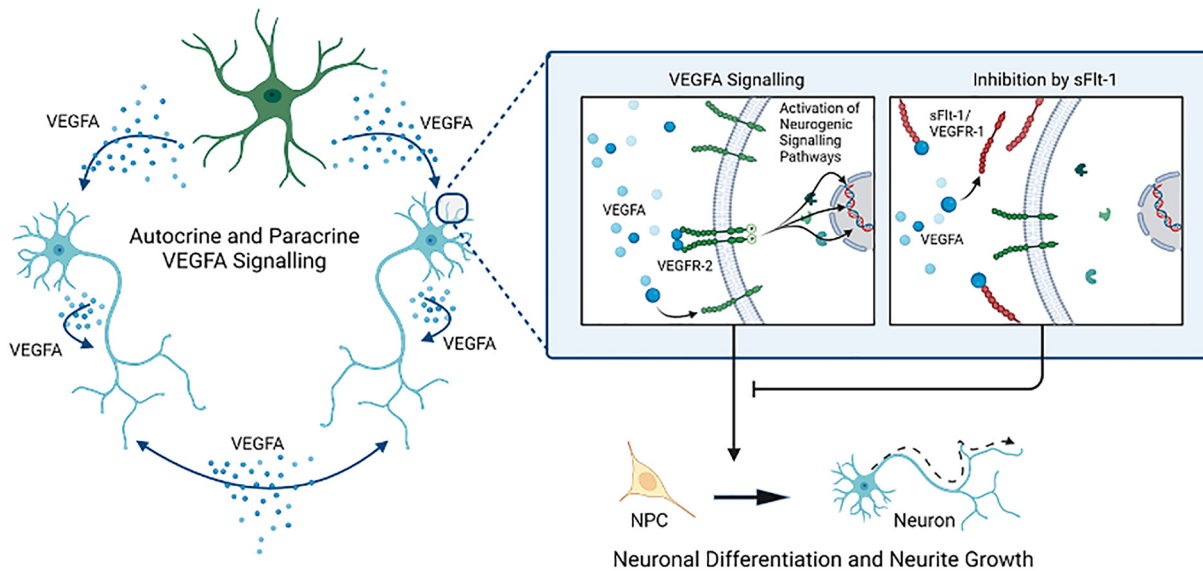 VEGFA
VEGFA
Autocrine and Paracrine
VEGFA Signalling
VEGFA
VEGFA
VEGFA
VEGFA Signalling
Activation of
Neurogenic
Signalling
Pathways
VEGFA
VEGFR-2
P
P
Inhibition by sFlt-1
sFlt-1/
VEGFR-1
VEGFA
NPC
Neuron
Neuronal Differentiation and Neurite Growth